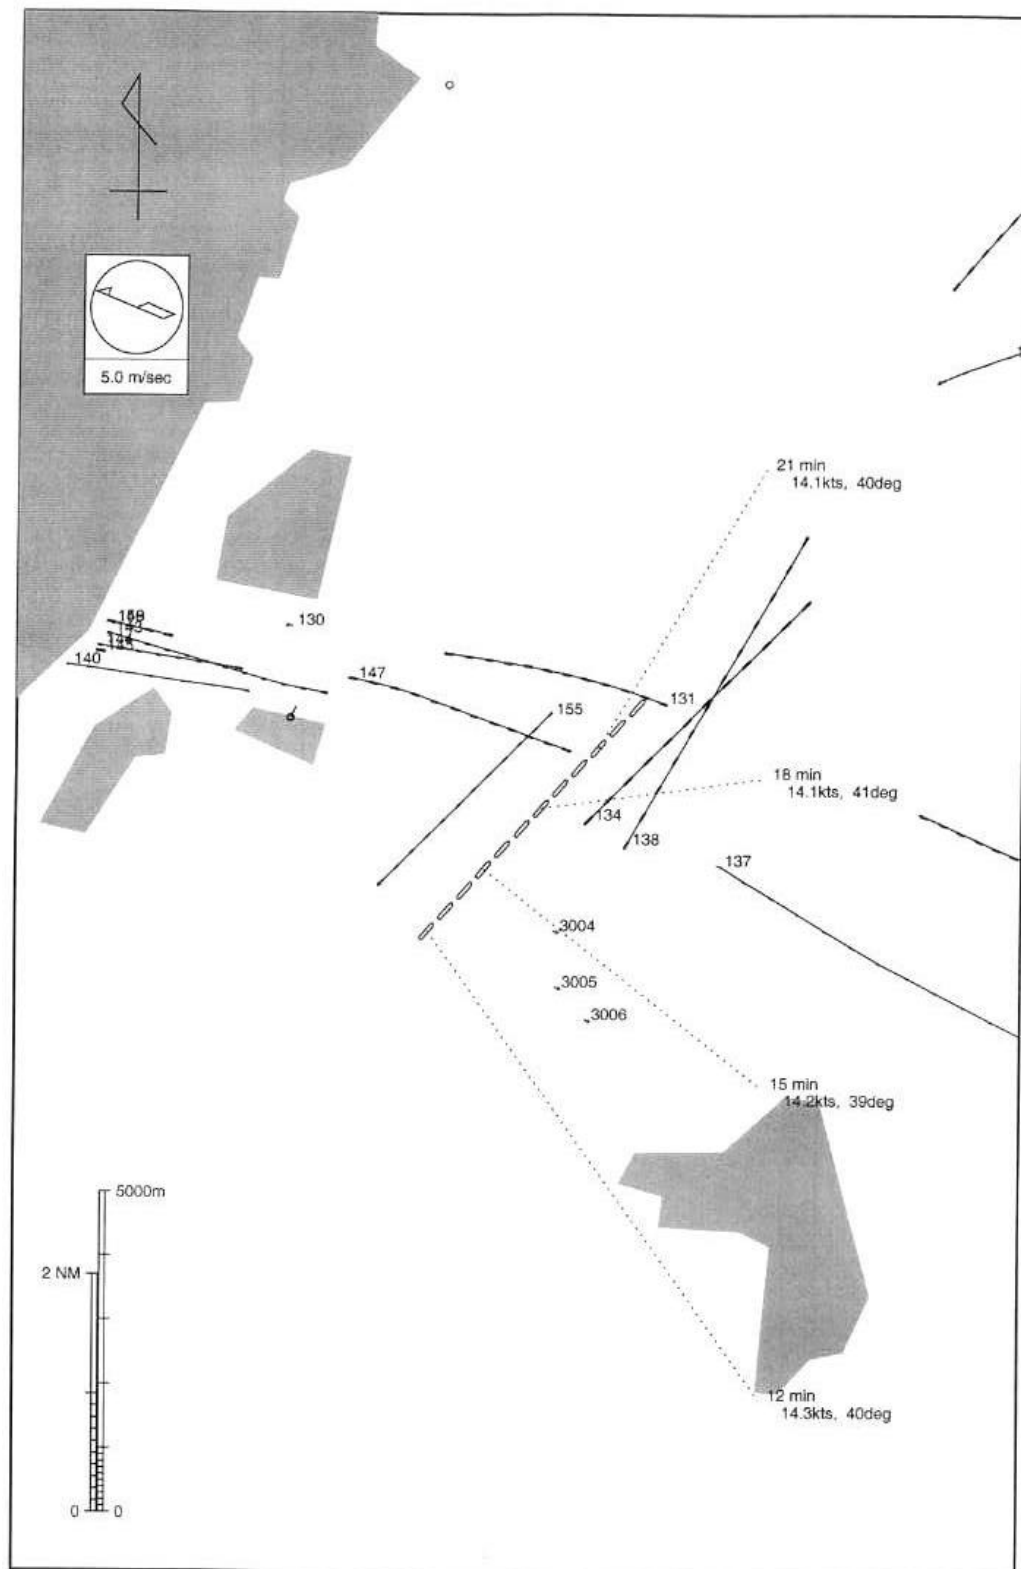 5.0 m/sec
21 min
14.1kts, 40deg
130
140
147
131
155
18 min
14.1kts, 41deg
134
138
137
3004
3005
3006
15 min
14.2kts, 39deg
5000m
2 NM
12 min
14.3kts, 40deg
0
0